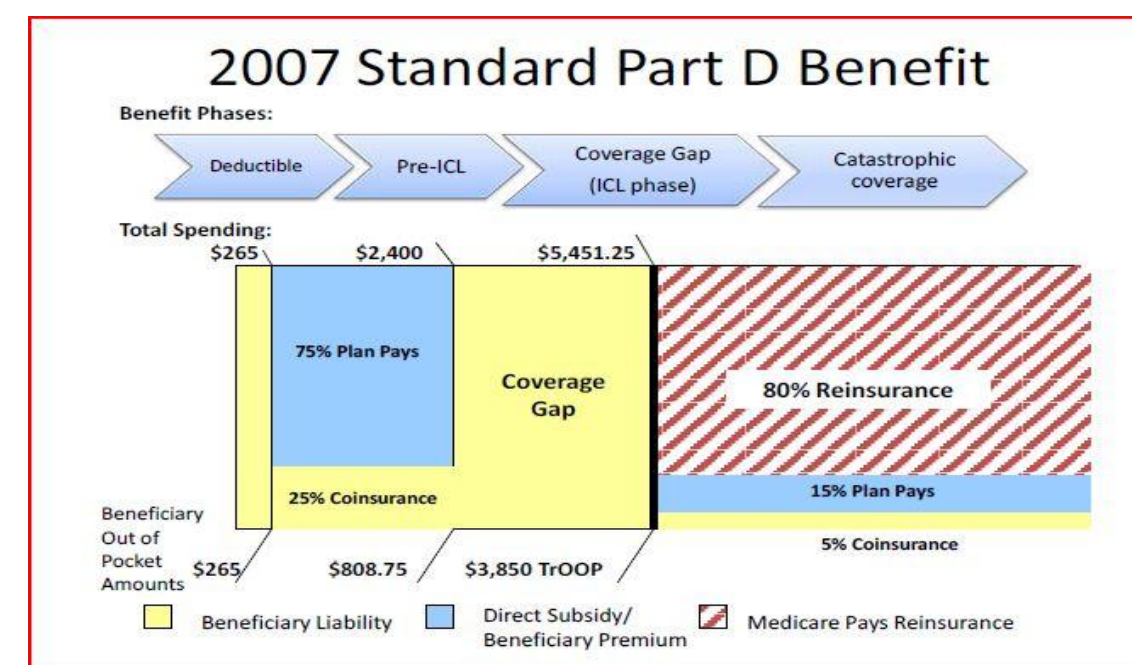 2007 Standard Part D Benefit
Benefit Phases:
Deductible
Pre-ICL
Coverage Gap
(ICL phase)
Catastrophic
coverage
Total Spending:
$265
$2,400
$5,451.25
75% Plan Pays
Coverage
Gap
80% Reinsurance
25% Coinsurance
15% Plan Pays
5% Coinsurance
Beneficiary
Out of
Pocket
Amounts
$265
$808.75
$3,850 TrOOP
Beneficiary Liability
Direct Subsidy/
Beneficiary Premium
Medicare Pays Reinsurance